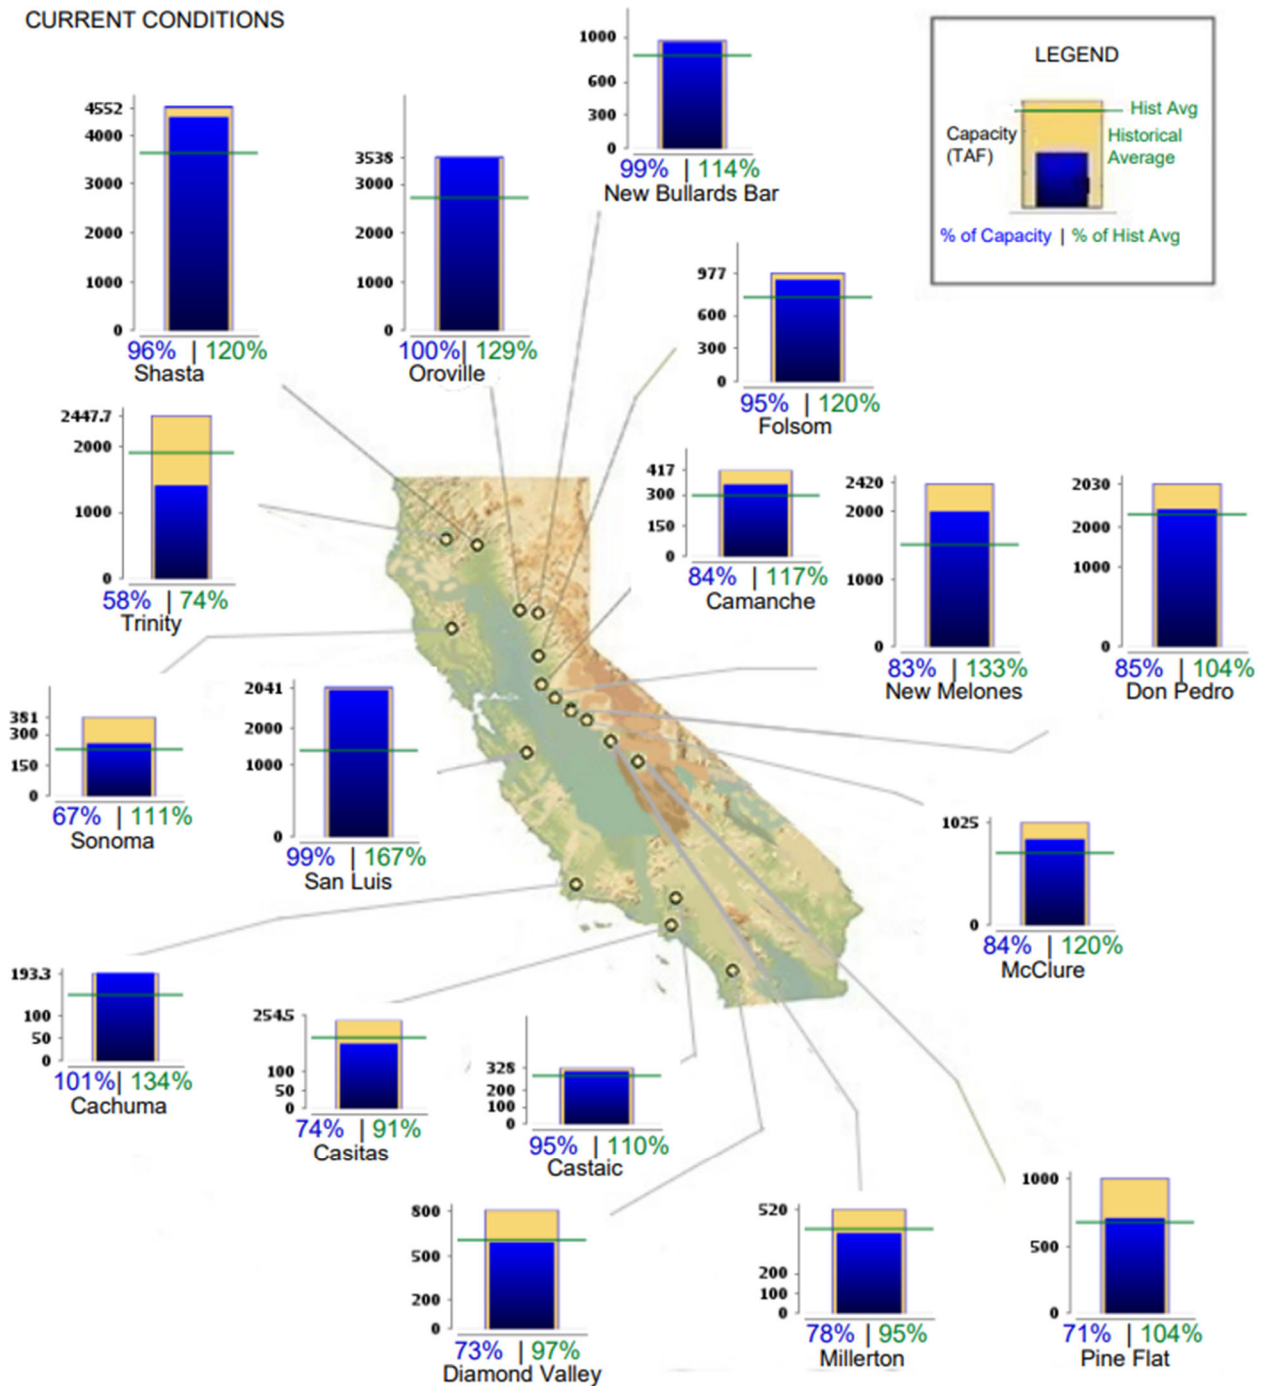 CURRENT CONDITIONS
LEGEND
Hist Avg
Capacity
(TAF)
Historical
Average
% of Capacity | % of Hist Avg
1000
600
300
0
99% | 114%
New Bullards Bar
4552
4000
3000
2000
1000
0
96% | 120%
Shasta
3538
3000
2000
1000
0
100% | 129%
Oroville
977
600
300
0
95% | 120%
Folsom
2447.7
2000
1000
0
58% | 74%
Trinity
417
300
150
0
84% | 117%
Camanche
2420
2000
1000
0
83% | 133%
New Melones
2030
2000
1000
0
85% | 104%
Don Pedro
381
300
150
0
67% | 111%
Sonoma
2041
2000
1000
0
99% | 167%
San Luis
1025
0
84% | 120%
McClure
193.3
100
50
0
101% | 134%
Cachuma
254.5
100
50
0
74% | 91%
Casitas
328
200
100
0
95% | 110%
Castaic
800
500
200
0
73% | 97%
Diamond Valley
520
200
100
0
78% | 95%
Millerton
1000
500
0
71% | 104%
Pine Flat